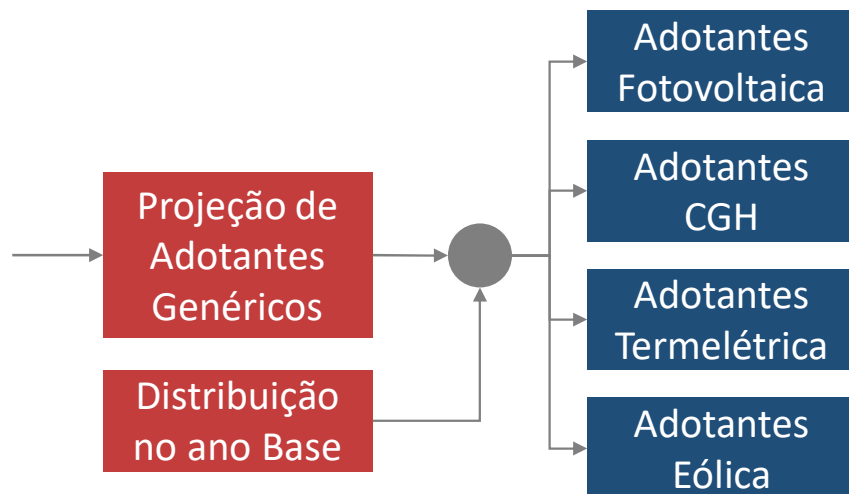 Projeção de
Adotantes
Genéricos
Distribuição
no ano Base
Adotantes
Fotovoltaica
Adotantes
CGH
Adotantes
Termelétrica
Adotantes
Eólica